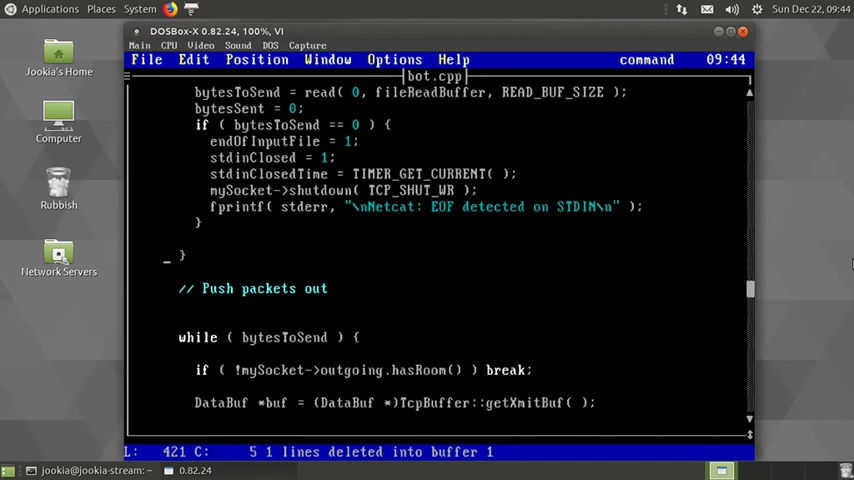 Applications Places System Sun Dec 22, 09:44
DOSBox-X 0.82.24, 100%, VI
Main CPU Video Sound DOS Capture
File Edit Position Window Options Help command 09:44
bot.cpp
bytesToSend = read( 0, fileReadBuffer, READ_BUF_SIZE );
bytesSent = 0;
if ( bytesToSend == 0 ) {
endOfInputFile = 1;
stdinClosed = 1;
stdinClosedTime = TIMER_GET_CURRENT( );
mySocket->shutdown( TCP_SHUT_WR );
fprintf( stderr, "\nNetcat: EOF detected on STDIN\n" );
}
_ }
// Push packets out
while ( bytesToSend ) {
if ( !mySocket->outgoing.hasRoom() ) break;
DataBuf *buf = (DataBuf *)TcpBuffer::getXmitBuf( );
L: 421 C: 5 1 lines deleted into buffer 1
Jookia's Home
Computer
Rubbish
Network Servers
jookia@jookia-stream: ~ 0.82.24